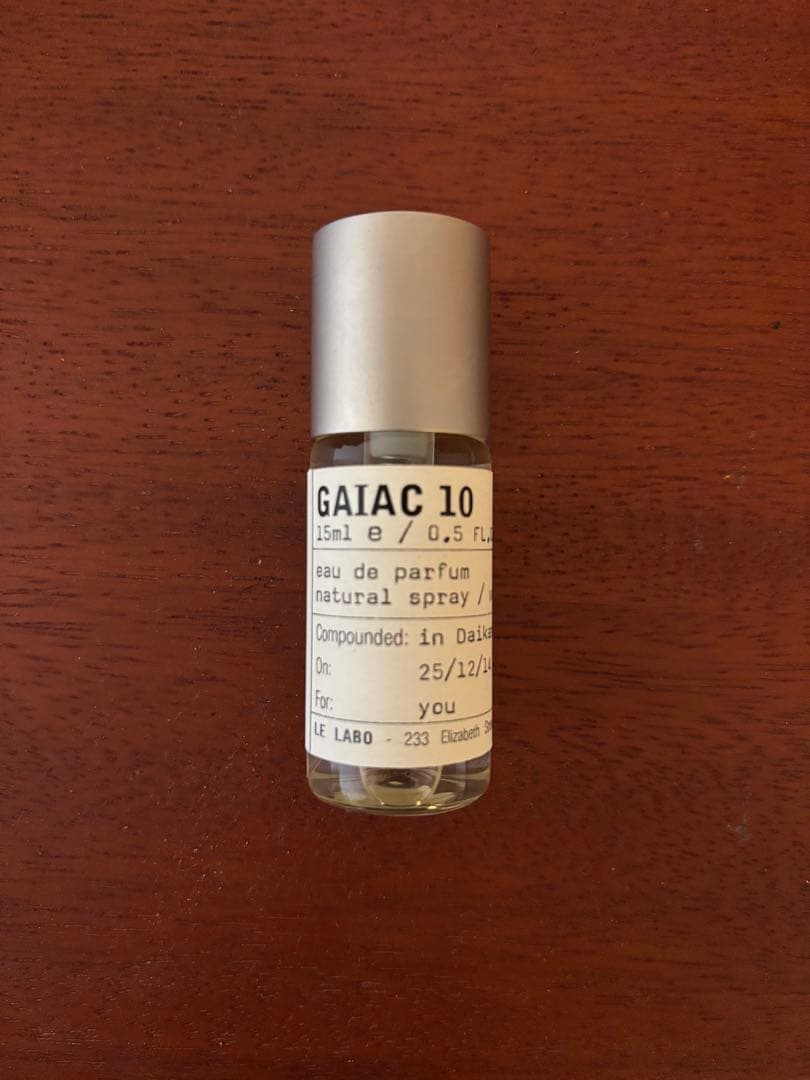 GAIAC 10
15ml e / 0.5 FL.
eau de parfum
natural spray /
Compounded: in Daika
On: 25/12/14
For: you
LE LABO - 233 Elizabeth